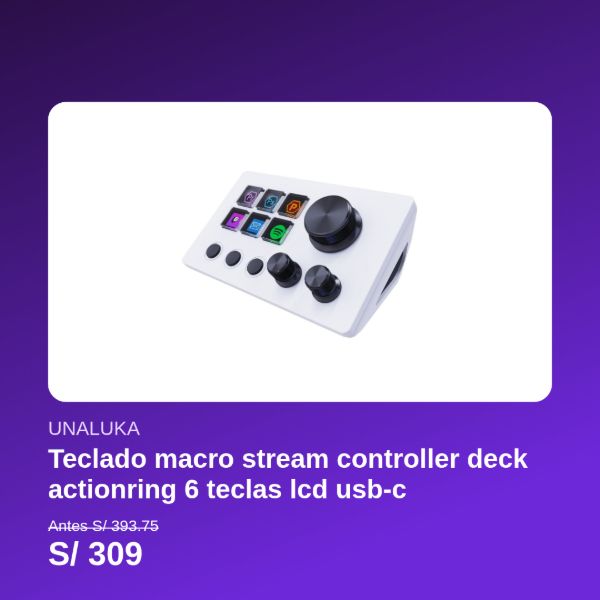 UNALUKA
Teclado macro stream controller deck
actionring 6 teclas lcd usb-c
Antes S/ 393.75
S/ 309